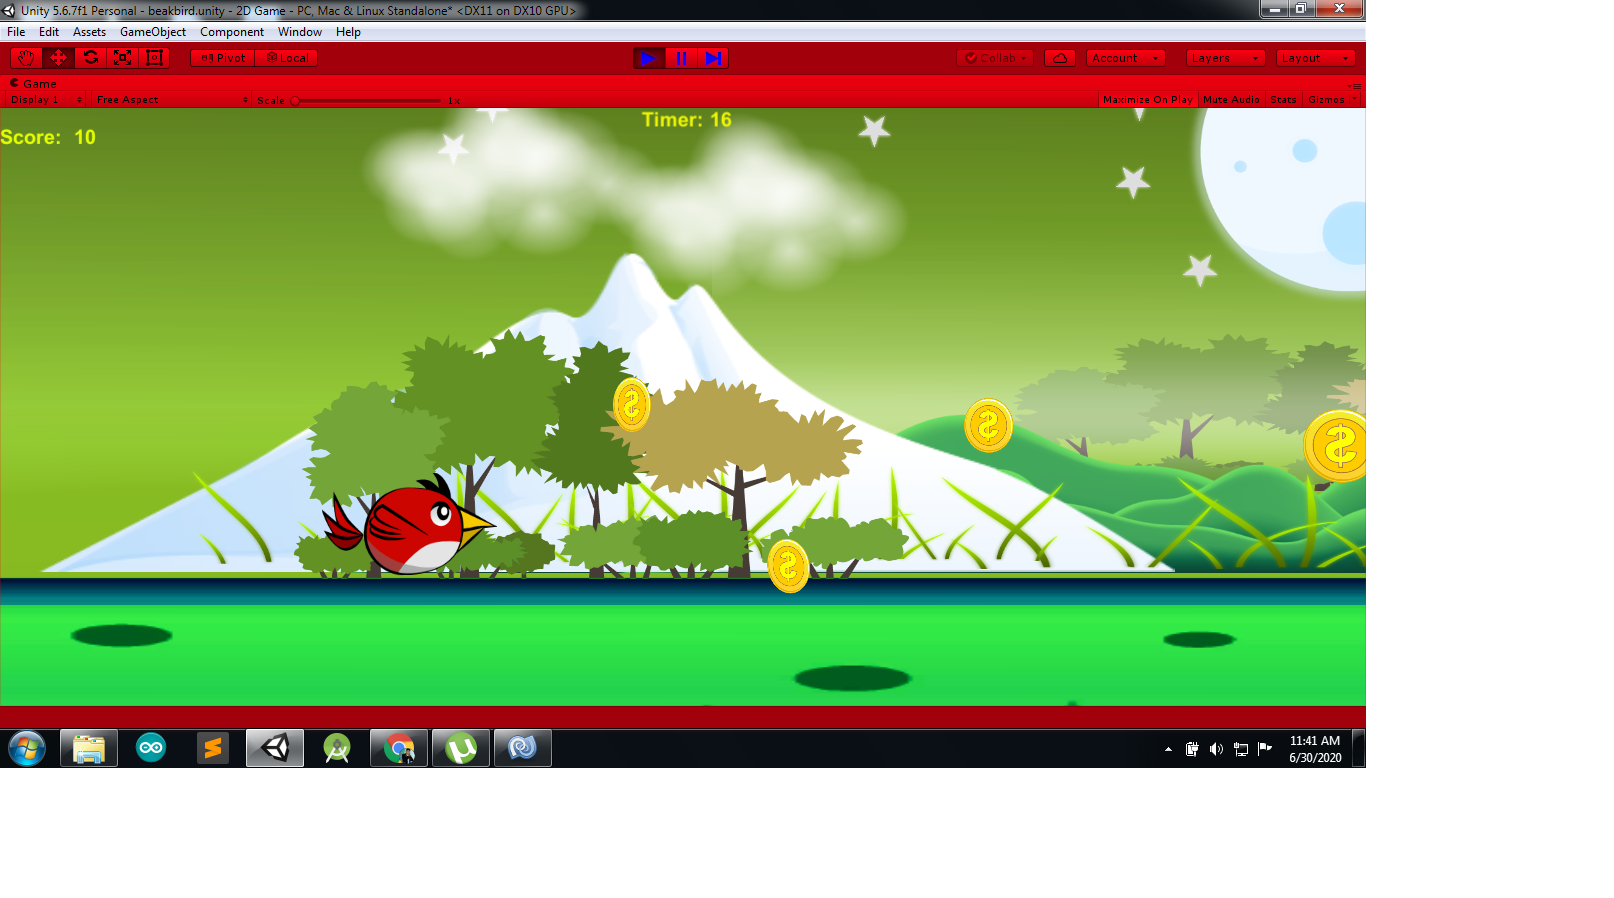 Unity 5.6.7f1 Personal - beakbird.unity - 2D Game - PC, Mac & Linux Standalone* <DX11 on DX10 GPU>
File Edit Assets GameObject Component Window Help
Pivot Local Collab Account Layers Layout
Game
Display 1 Free Aspect Scale 1x Maximize On Play Mute Audio Stats Gizmos
Timer: 16
Score: 10
11:41 AM
6/30/2020